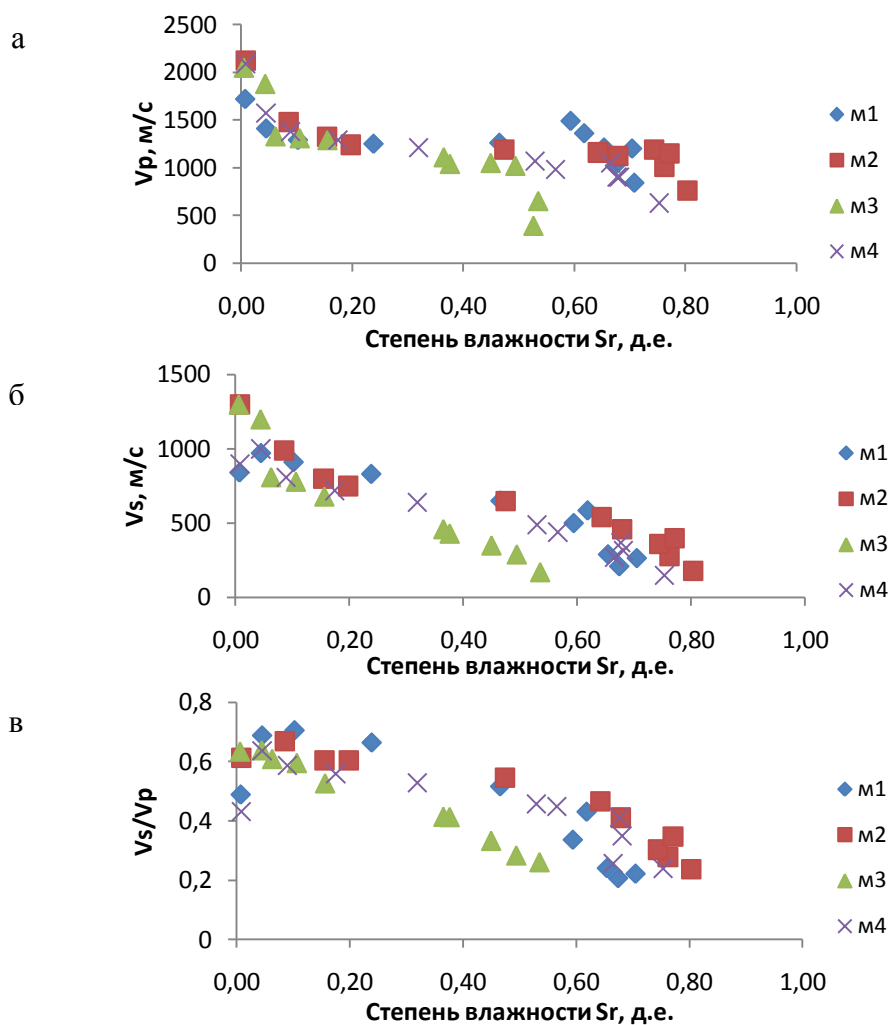 а
Vp, м/с
2500
2000
1500
1000
500
0
0,00 0,20 0,40 0,60 0,80 1,00
Степень влажности Sr, д.е.
м1
м2
м3
м4
б
Vs, м/с
1500
1000
500
0
0,00 0,20 0,40 0,60 0,80 1,00
Степень влажности Sr, д.е.
м1
м2
м3
м4
в
Vs/Vp
0,8
0,6
0,4
0,2
0
0,00 0,20 0,40 0,60 0,80 1,00
Степень влажности Sr, д.е.
м1
м2
м3
м4